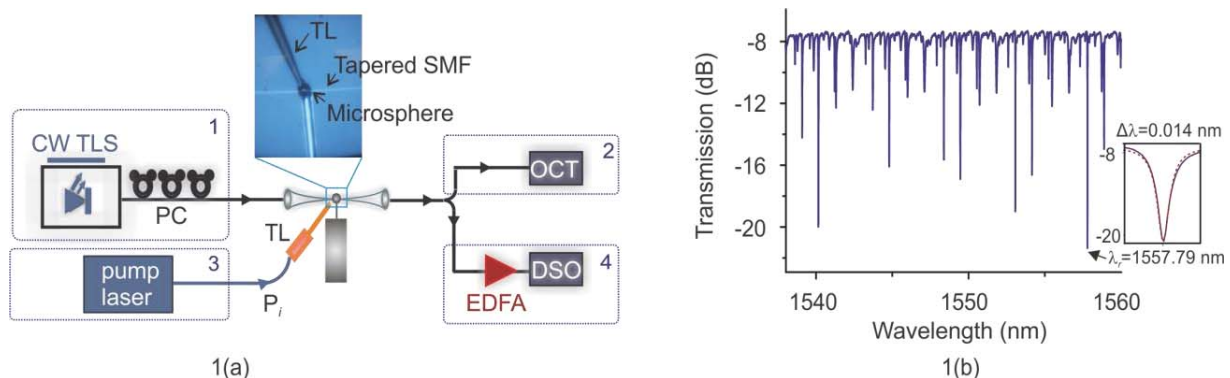 TL
Tapered SMF
Microsphere
1
CW TLS
PC
2
OCT
TL
3
pump
laser
P_i
4
EDFA
DSO
1(a)
Transmission (dB)
-8
-12
-16
-20
1540
1550
1560
Wavelength (nm)
Δλ=0.014 nm
-8
-20
λ_r=1557.79 nm
1(b)